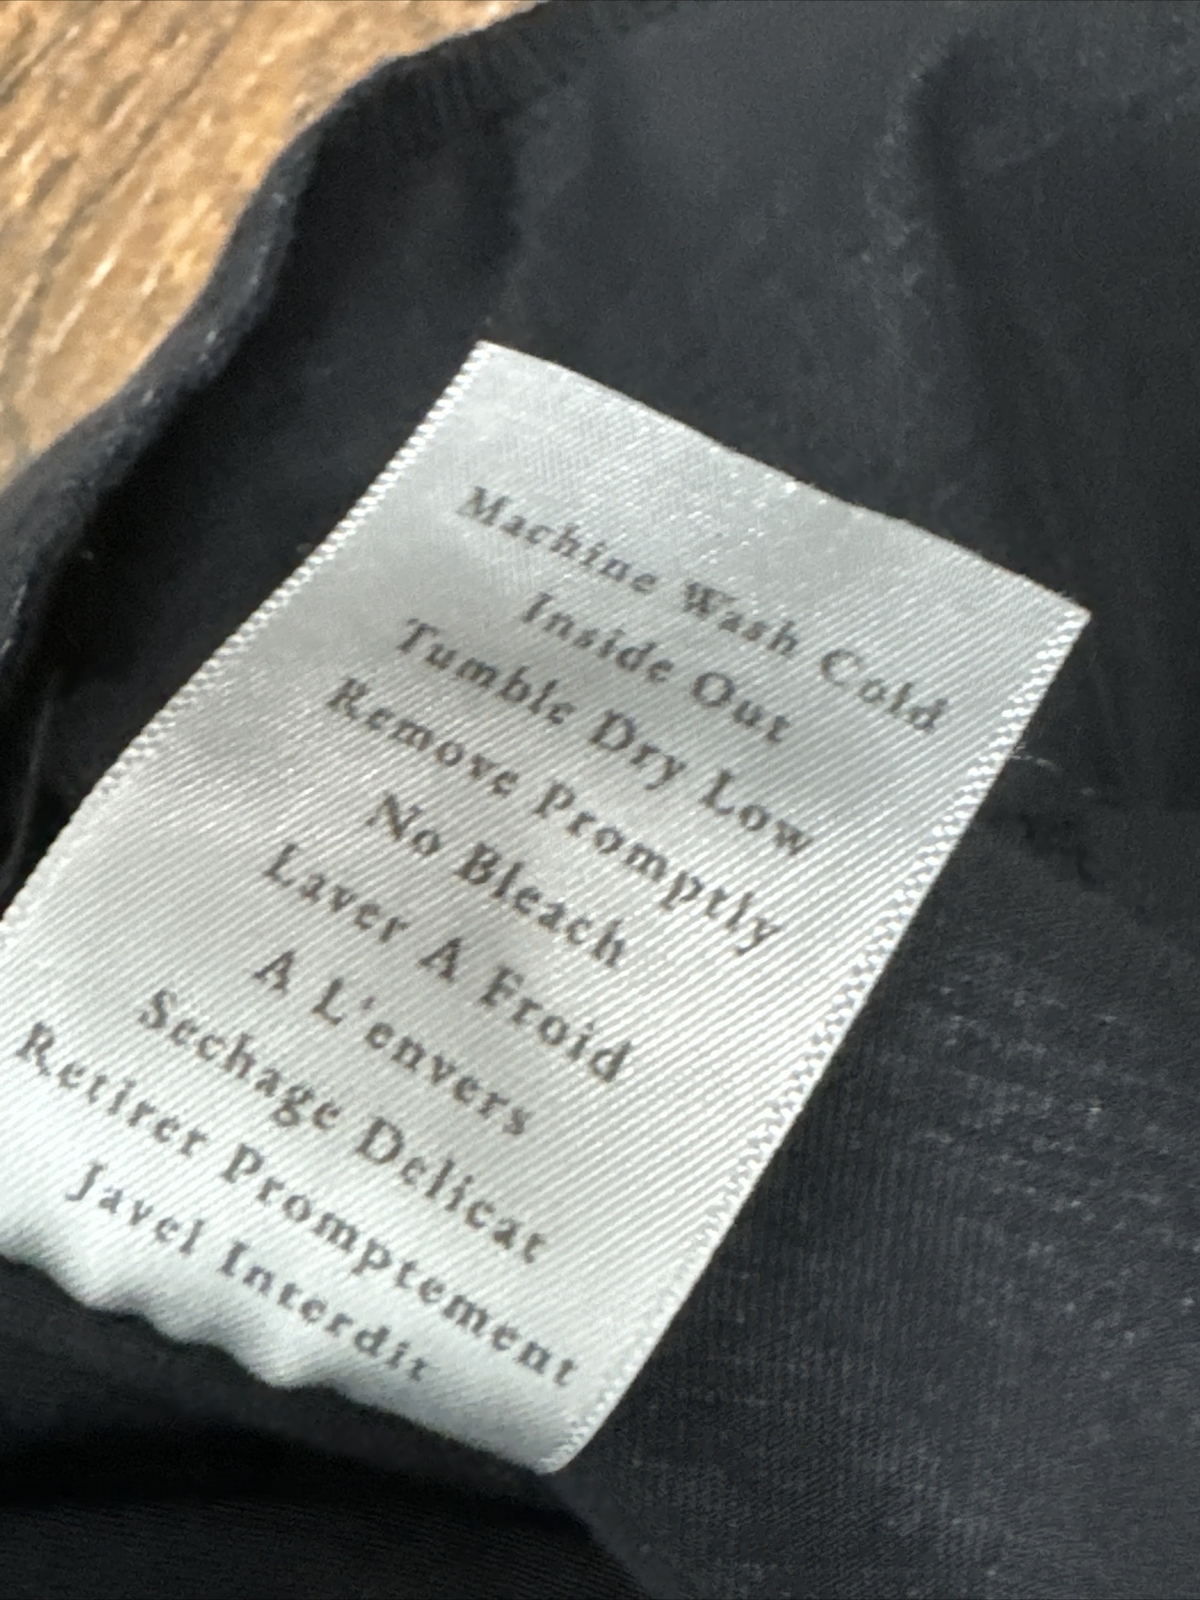 Machine Wash Cold
Inside Out
Tumble Dry Low
Remove Promptly
No Bleach
Laver A Froid
A L'envers
Sechage Delicat
Retirer Promptement
Javel Interdit